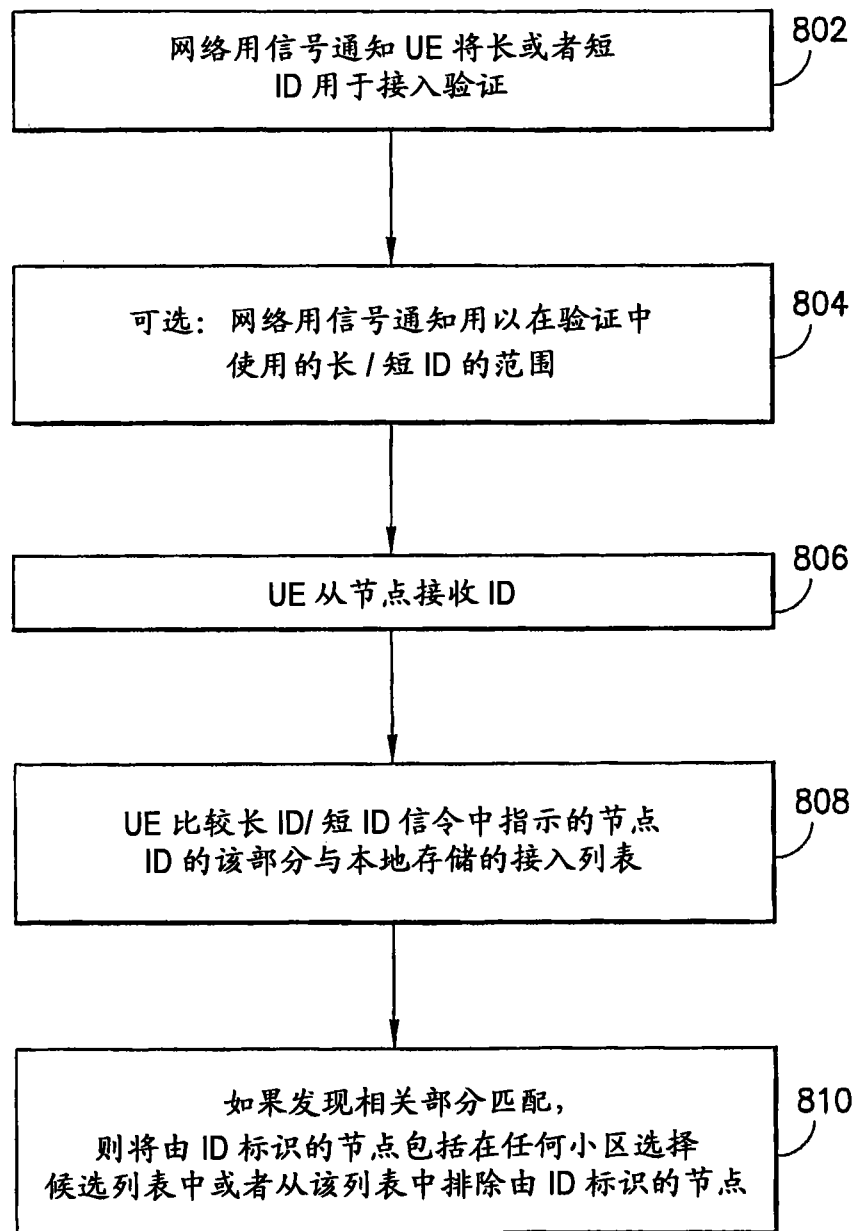 网络用信号通知 UE 将长或者短
ID 用于接入验证
802
可选： 网络用信号通知用以在验证中
使用的长 / 短 ID 的范围
804
UE 从节点接收 ID
806
UE 比较长 ID/ 短 ID 信令中指示的节点
ID 的该部分与本地存储的接入列表
808
如果发现相关部分匹配，
则将由 ID 标识的节点包括在任何小区选择
候选列表中或者从该列表中排除由 ID 标识的节点
810